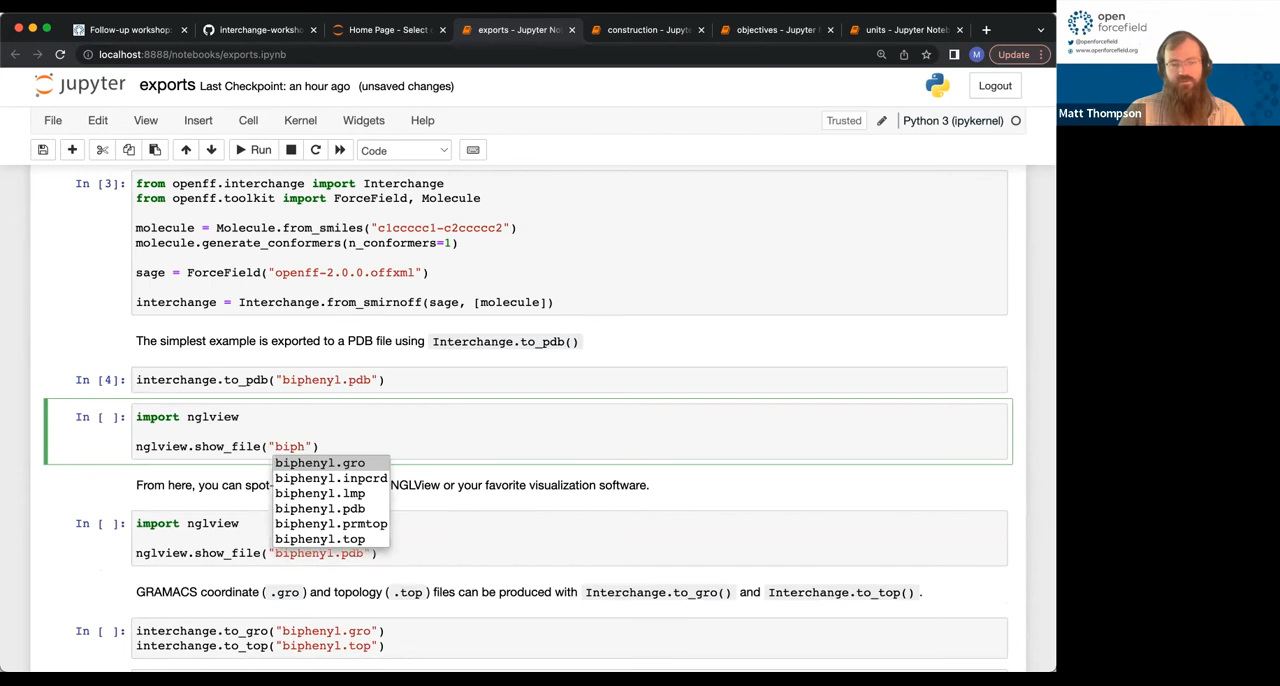 Follow-up workshop:
interchange-worksho
Home Page - Select o
exports - Jupyter No
construction - Jupyte
objectives - Jupyter
units - Jupyter Noteb
localhost:8888/notebooks/exports.ipynb
M
Update
open
forcefield
@openforcefield
www.openforcefield.org
Matt Thompson
jupyter
exports Last Checkpoint: an hour ago (unsaved changes)
Logout
File Edit View Insert Cell Kernel Widgets Help
Trusted
Python 3 (ipykernel)
Run
Code
In [3]: from openff.interchange import Interchange
from openff.toolkit import ForceField, Molecule
molecule = Molecule.from_smiles("c1ccccc1-c2ccccc2")
molecule.generate_conformers(n_conformers=1)
sage = ForceField("openff-2.0.0.offxml")
interchange = Interchange.from_smirnoff(sage, [molecule])
The simplest example is exported to a PDB file using Interchange.to_pdb()
In [4]: interchange.to_pdb("biphenyl.pdb")
In [ ]: import nglview
nglview.show_file("biph")
biphenyl.gro
biphenyl.inpcrd
biphenyl.lmp
biphenyl.pdb
biphenyl.prmtop
biphenyl.top
From here, you can spot- NGLView or your favorite visualization software.
In [ ]: import nglview
nglview.show_file("biphenyl.pdb")
GRAMACS coordinate ( .gro ) and topology ( .top ) files can be produced with Interchange.to_gro() and Interchange.to_top() .
In [ ]: interchange.to_gro("biphenyl.gro")
interchange.to_top("biphenyl.top")